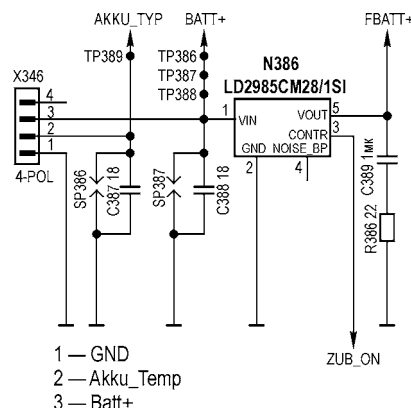 AKKU_TYP BATT+ FBATT+
TP389 TP386
TP387
TP388
N386
LD2985CM28/1SI
X346
4
3
2
1
4-POL
1 VIN VOUT 5
CONTR 3
GND NOISE_BP
2 4
SP386
C387 18
SP387
C388 18
C389 1мк
R386 22
ZUB_ON
1 — GND
2 — Akku_Temp
3 — Batt+